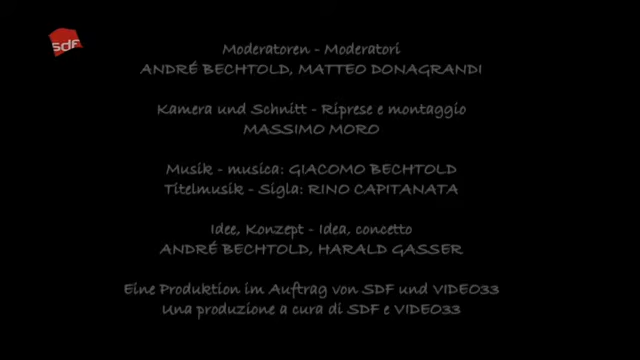 sdf
Moderatoren - Moderatori
ANDRÉ BECHTOLD, MATTEO DONAGRANDI
Kamera und Schnitt - Riprese e montaggio
MASSIMO MORO
Musik - musica: GIACOMO BECHTOLD
Titelmusik - Sigla: RINO CAPITANATA
Idee, Konzept - Idea, concetto
ANDRÉ BECHTOLD, HARALD GASSER
Eine Produktion im Auftrag von SDF und VIDEO33
Una produzione a cura di SDF e VIDEO33